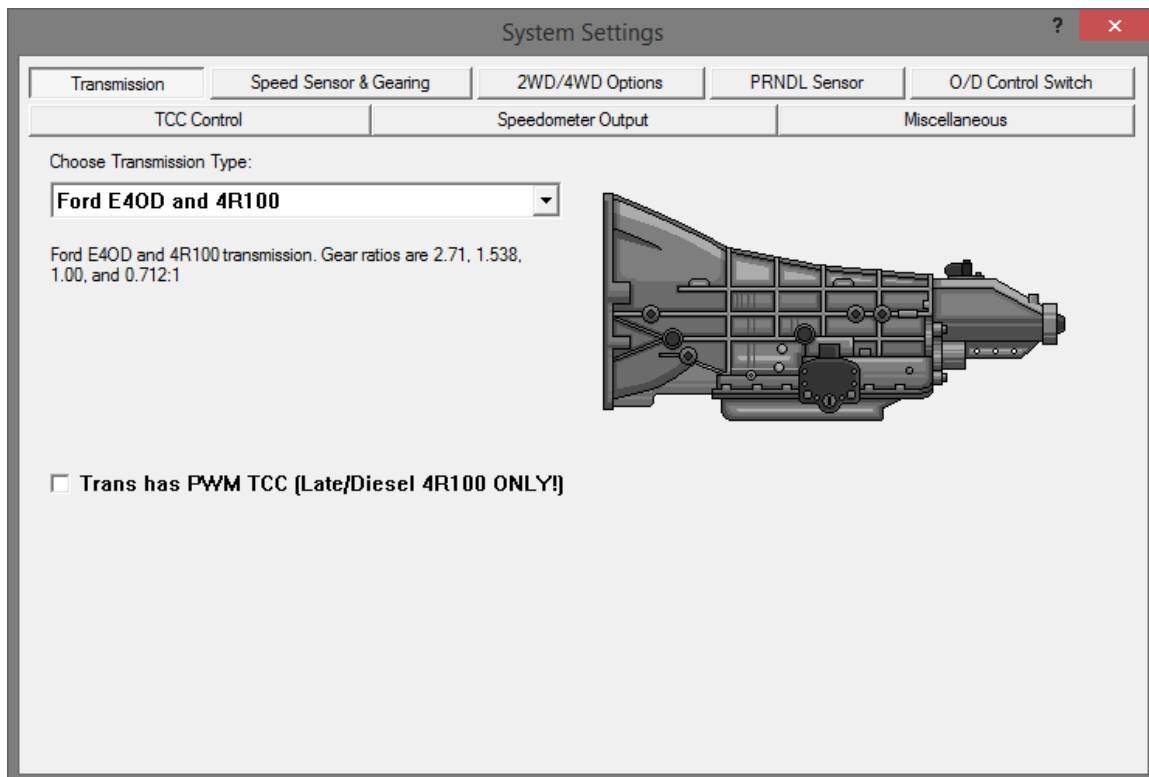 System Settings
?
Transmission
Speed Sensor & Gearing
2WD/4WD Options
PRNDL Sensor
O/D Control Switch
TCC Control
Speedometer Output
Miscellaneous
Choose Transmission Type:
Ford E4OD and 4R100
Ford E4OD and 4R100 transmission. Gear ratios are 2.71, 1.538,
1.00, and 0.712:1
Trans has PWM TCC (Late/Diesel 4R100 ONLY!)